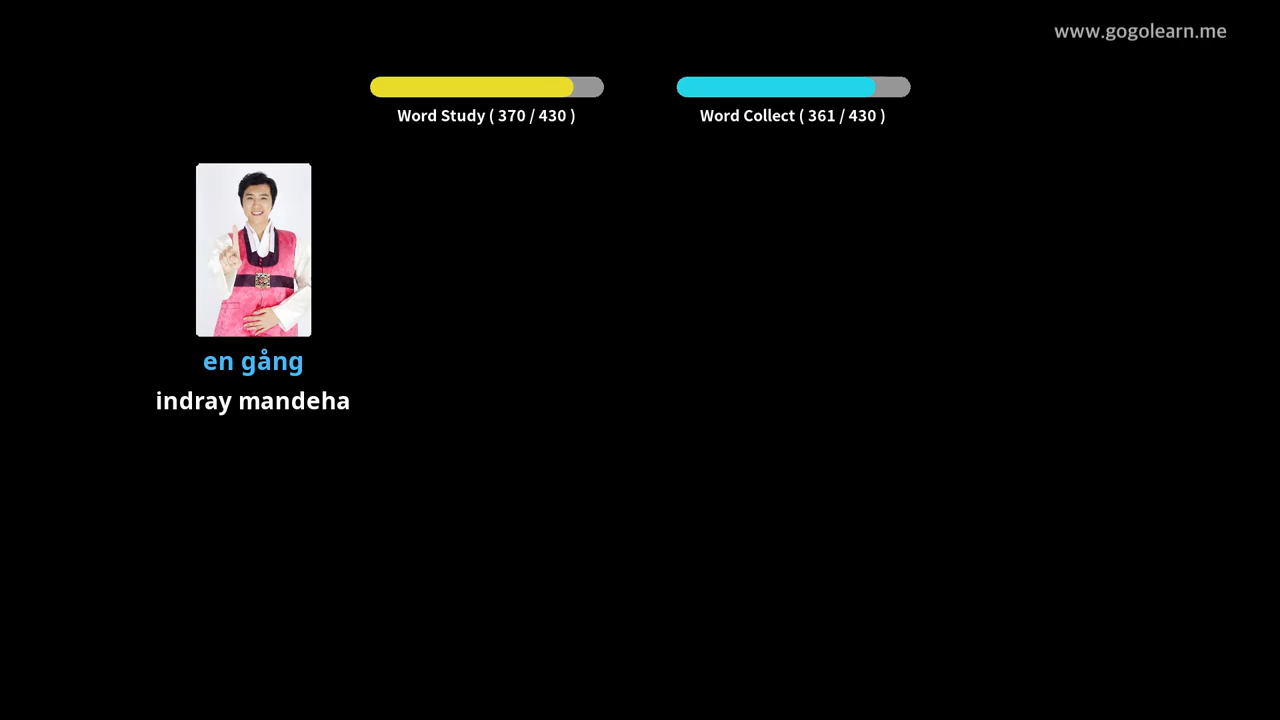 www.gogolearn.me
Word Study ( 370 / 430 )
Word Collect ( 361 / 430 )
en gång
indray mandeha